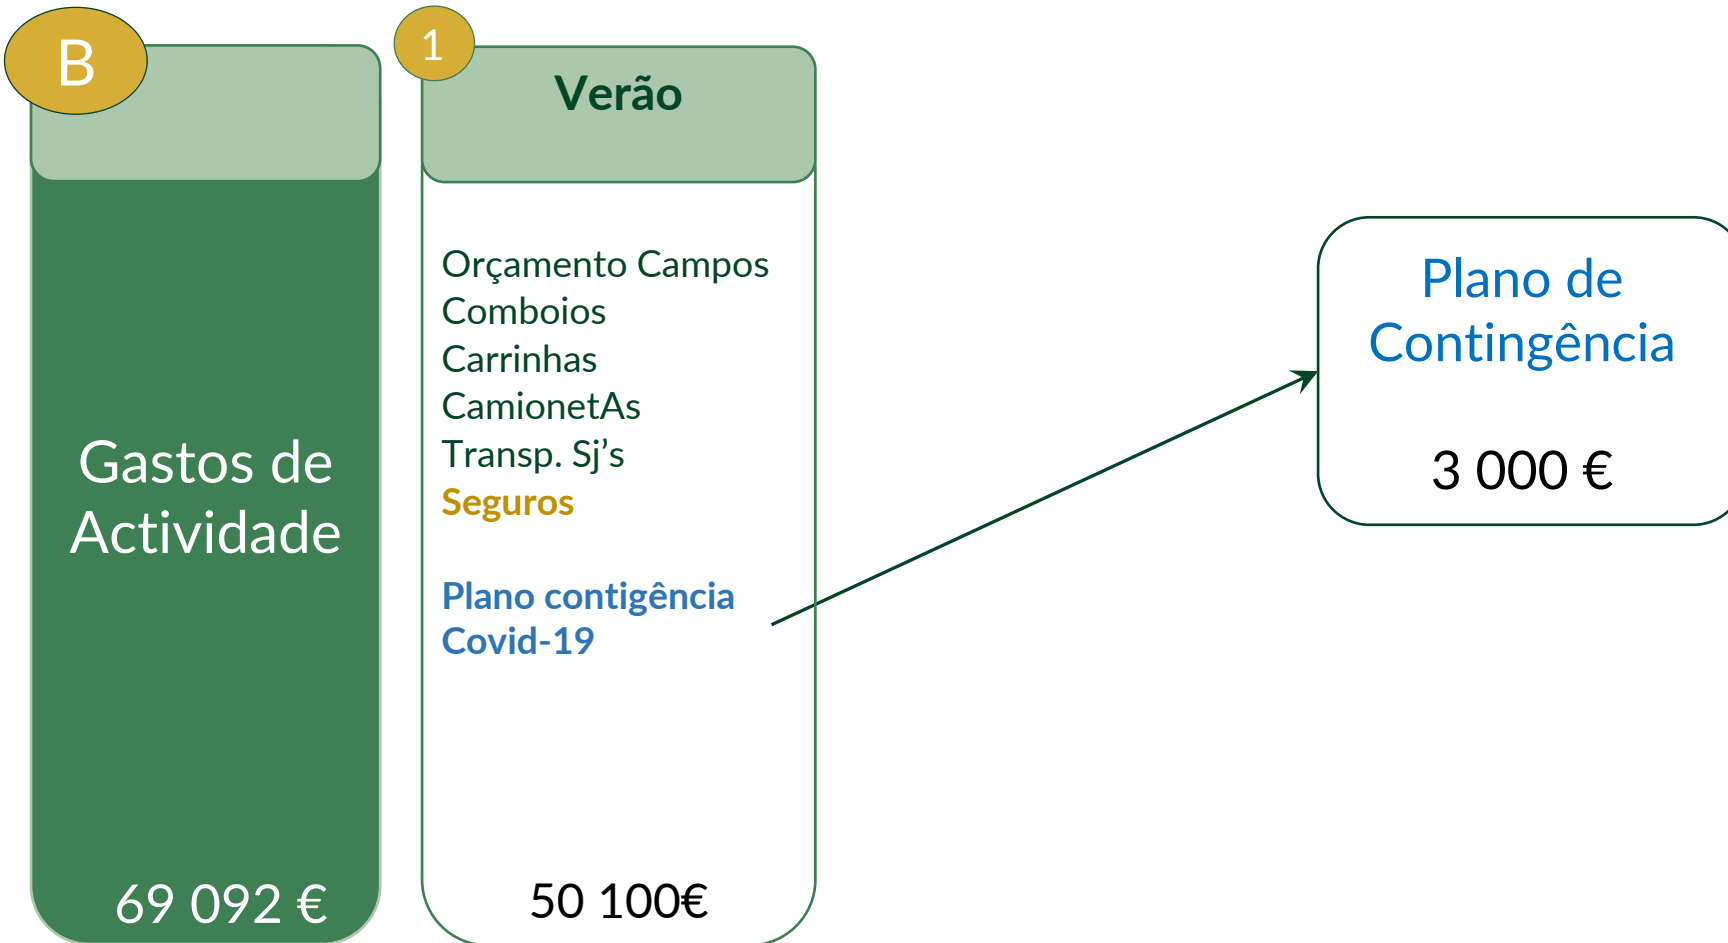 B
Gastos de
Actividade
69 092 €
1
Verão
Orçamento Campos
Comboios
Carrinhas
CamionetAs
Transp. Sj’s
Seguros
Plano contigência
Covid-19
50 100€
Plano de
Contingência
3 000 €